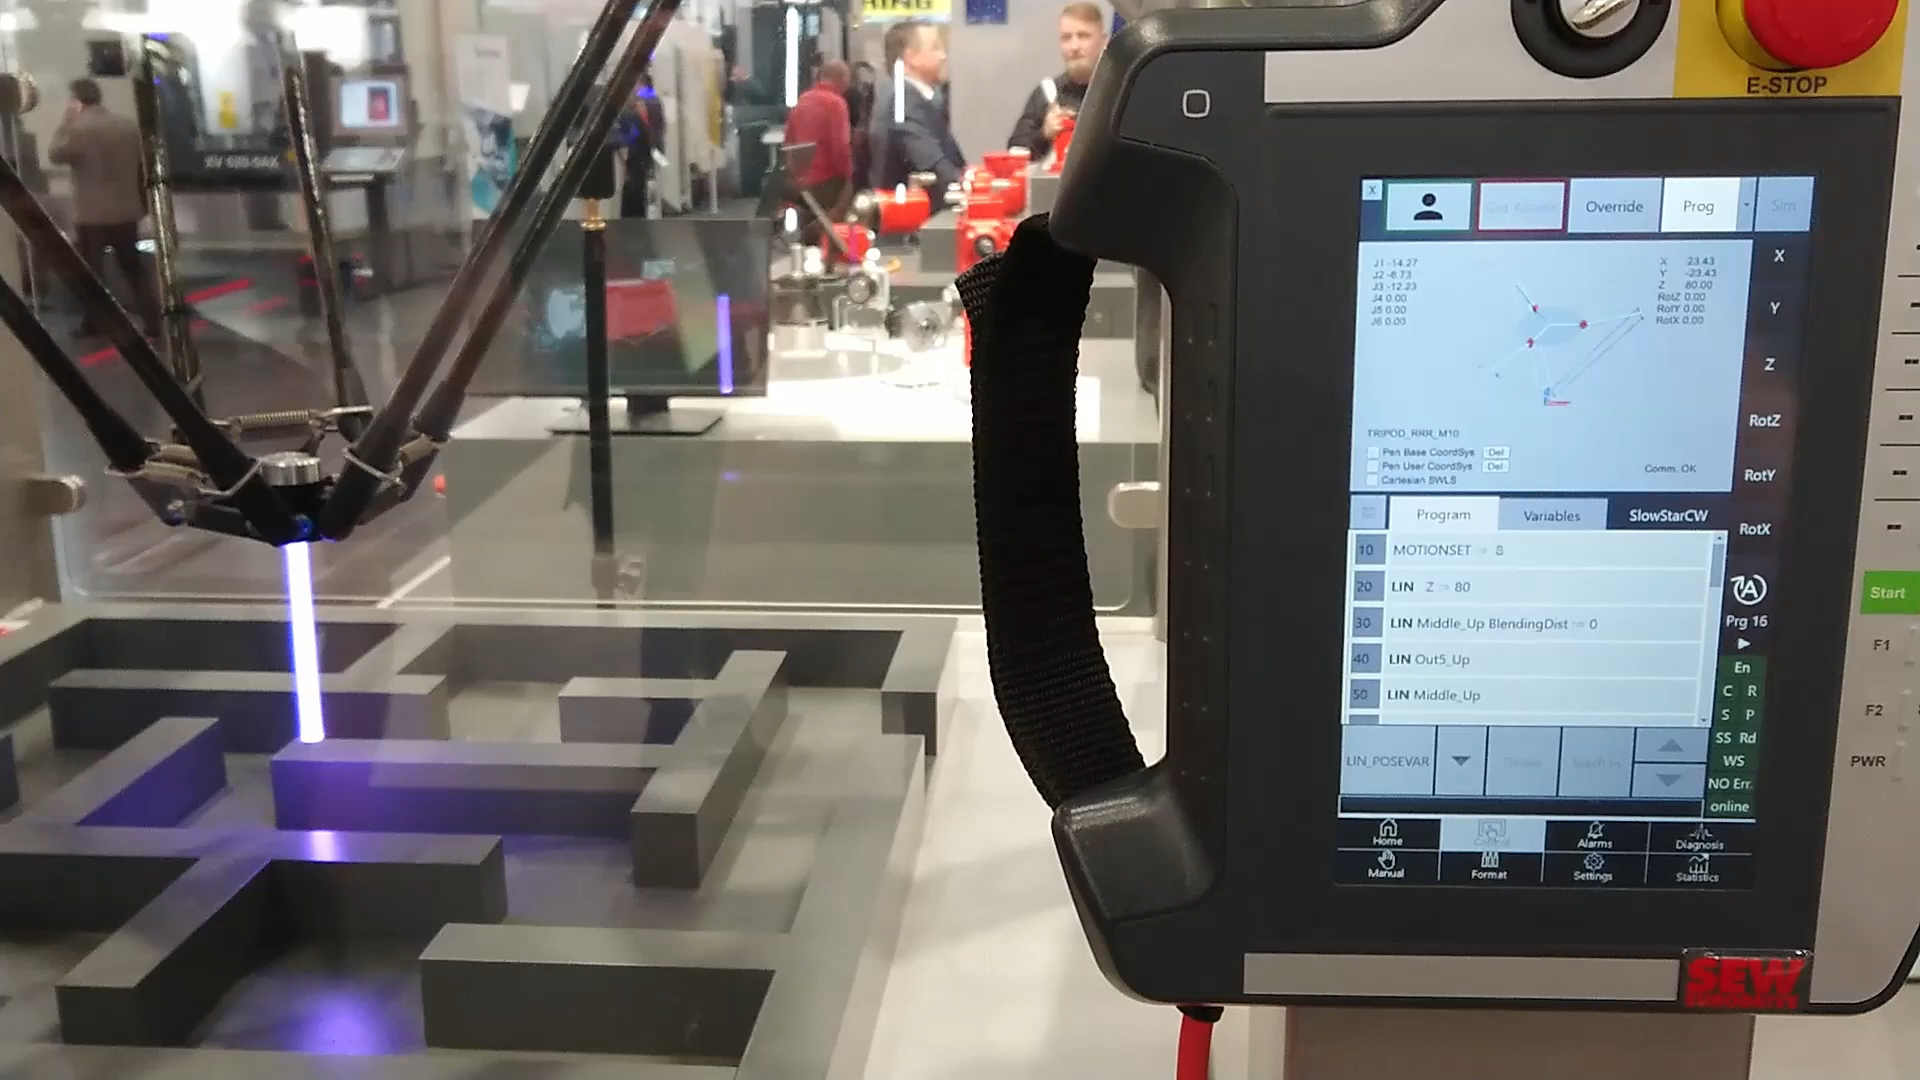 E-STOP
X
Override
Prog
Sim
J1 -14.27
J2 -6.73
J3 -12.23
J4 0.00
J5 0.00
J6 0.00
X 23.43
Y -23.43
Z 80.00
RotZ 0.00
RotY 0.00
RotX 0.00
TRIPOD_RRR_M10
Pen Base CoordSys Del
Pen User CoordSys Del
Cartesian SWLS
Comm. OK
X
Y
Z
RotZ
RotY
RotX
Program
Variables
SlowStarCW
10 MOTIONSET := 8
20 LIN Z := 80
30 LIN Middle_Up BlendingDist := 0
40 LIN Out5_Up
50 LIN Middle_Up
LIN_POSEVAR
A
Prg 16
En
C R
S P
SS Rd
WS
NO Err.
online
Home
Control
Alarms
Diagnosis
Manual
Format
Settings
Statistics
Start
F1
F2
PWR
SEW
EURODRIVE